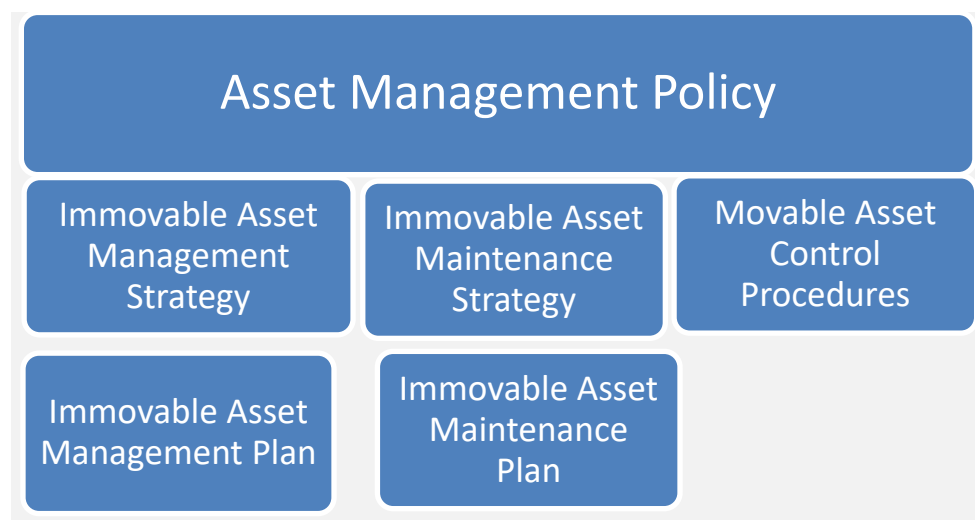 Asset Management Policy
Immovable Asset
Management
Strategy
Immovable Asset
Maintenance
Strategy
Movable Asset
Control
Procedures
Immovable Asset
Management Plan
Immovable Asset
Maintenance
Plan